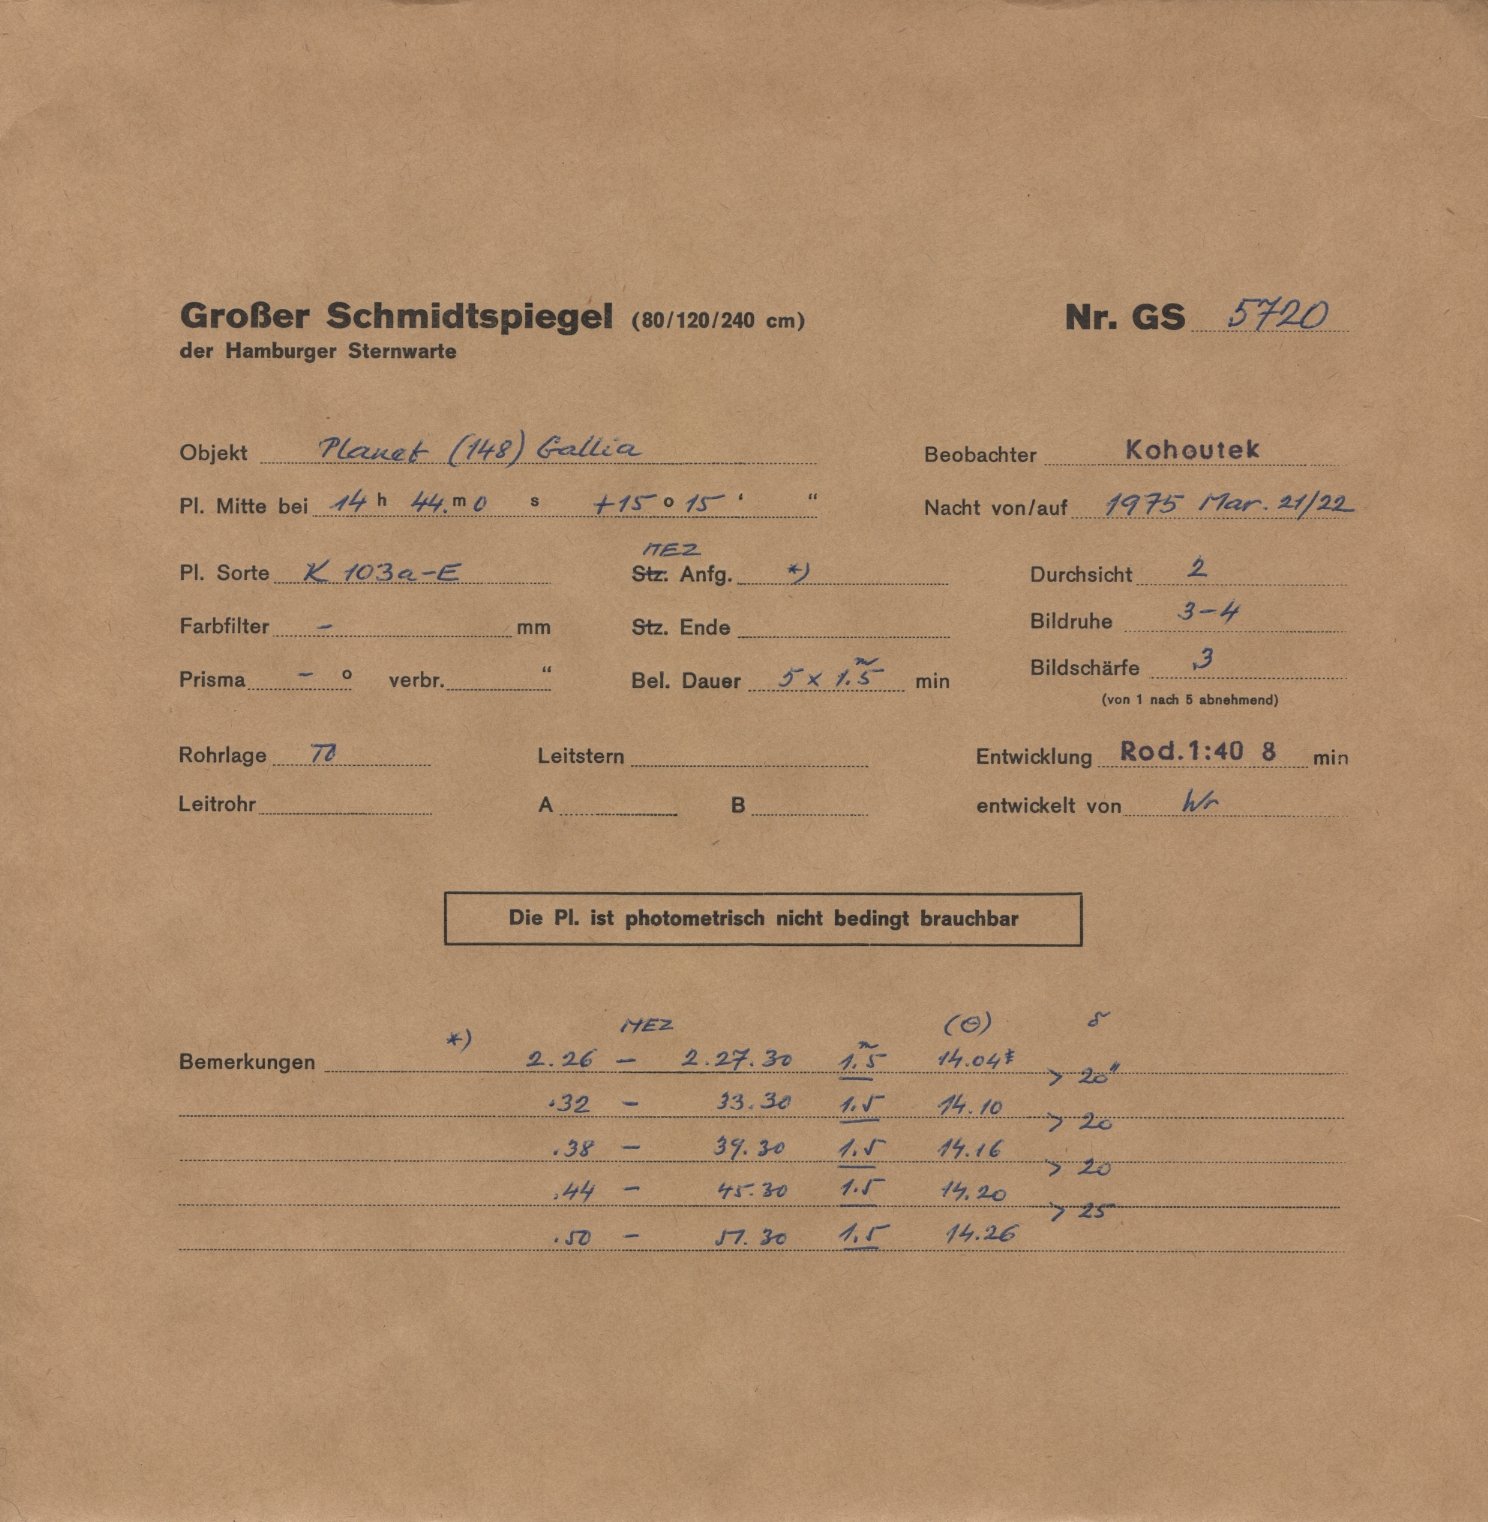 Großer Schmidtspiegel (80/120/240 cm) Nr. GS 5720
der Hamburger Sternwarte
Objekt Planet (148) Gallia Beobachter Kohoutek
Pl. Mitte bei 14 h 44. m 0 s +15 o 15 ' “ Nacht von/auf 1975 Mar. 21/22
MEZ
Pl. Sorte K 103a-E Stz. Anfg. *) Durchsicht 2
Farbfilter – mm Stz. Ende Bildruhe 3–4
Prisma – o verbr. “ Bel. Dauer 5 x 1.m5 min Bildschärfe 3
(von 1 nach 5 abnehmend)
Rohrlage Leitstern Entwicklung Rod.1:40 8 min
Leitrohr A B entwickelt von Wr
Die Pl. ist photometrisch nicht bedingt brauchbar
*) MEZ (Θ) δ
Bemerkungen 2.26 – 2.27.30 1.m5 14.04 > 20"
.32 – 33.30 1.5 14.10 > 20
.38 – 39.30 1.5 14.16 > 20
.44 – 45.30 1.5 14.20 > 25
.50 – 51.30 1.5 14.26